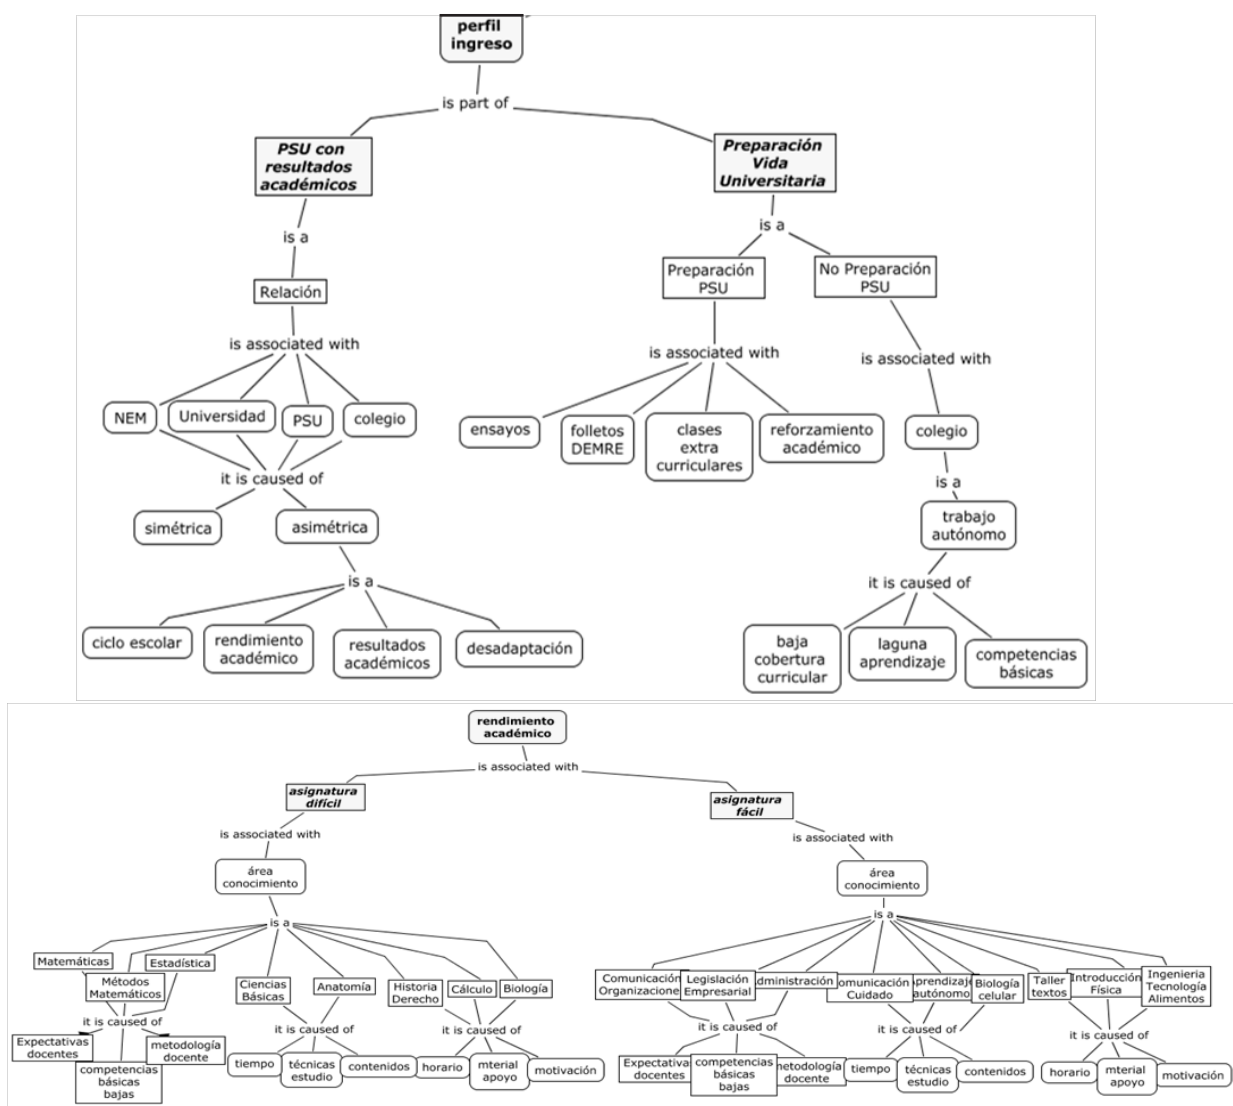 perfil
ingreso
is part of
PSU con
resultados
académicos
Preparación
Vida
Universitaria
is a
is a
Relación
Preparación
PSU
No Preparación
PSU
is associated with
is associated with
is associated with
NEM
Universidad
PSU
colegio
ensayos
folletos
DEMRE
clases
extra
curriculares
reforzamiento
académico
colegio
it is caused of
is a
simétrica
asimétrica
trabajo
autónomo
is a
it is caused of
ciclo escolar
rendimiento
académico
resultados
académicos
desadaptación
baja
cobertura
curricular
laguna
aprendizaje
competencias
básicas
rendimiento
académico
is associated with
asignatura
difícil
asignatura
fácil
is associated with
is associated with
área
conocimiento
área
conocimiento
is a
is a
Matemáticas
Métodos
Matemáticos
Estadística
Ciencias
Básicas
Anatomía
Historia
Derecho
Cálculo
Biología
Comunicación
Organizacione
Legislación
Empresarial
dministración
omunicación
Cuidado
prendizaje
autónomo
Biología
celular
Taller
textos
Introducción
Física
Ingenieria
Tecnología
Alimentos
it is caused of
it is caused of
it is caused of
it is caused of
it is caused of
it is caused of
Expectativas
docentes
competencias
básicas
bajas
metodología
docente
tiempo
técnicas
estudio
contenidos
horario
mterial
apoyo
motivación
Expectativa
docentes
competencias
básicas
bajas
metodología
docente
tiempo
técnicas
estudio
contenidos
horario
mterial
apoyo
motivación